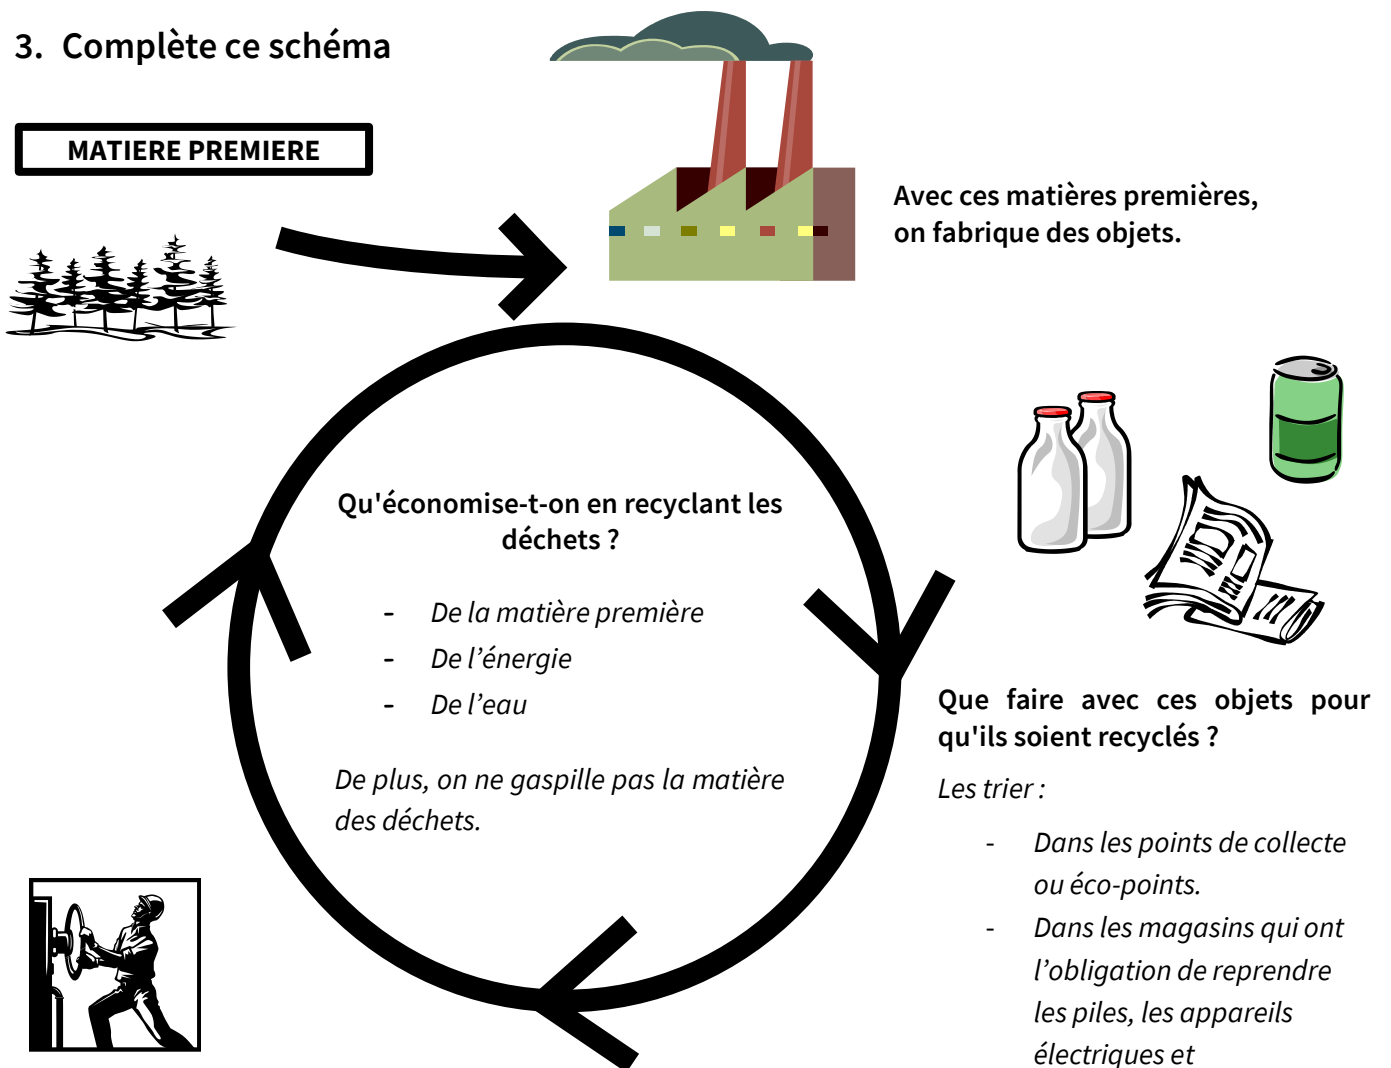 3. Complète ce schéma
MATIERE PREMIERE
Avec ces matières premières,
on fabrique des objets.
Qu'économise-t-on en recyclant les
déchets ?
- De la matière première
- De l’énergie
- De l’eau
De plus, on ne gaspille pas la matière
des déchets.
Que faire avec ces objets pour
qu'ils soient recyclés ?
Les trier :
- Dans les points de collecte
ou éco-points.
- Dans les magasins qui ont
l’obligation de reprendre
les piles, les appareils
électriques et